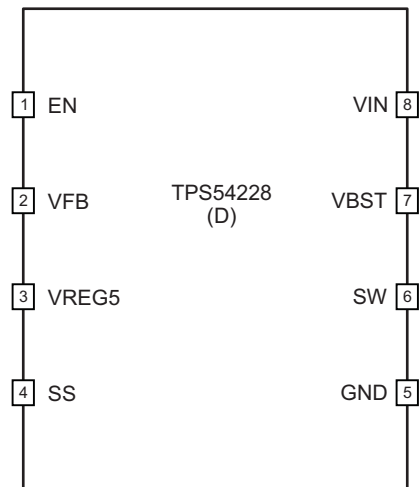 1 EN VIN 8
2 VFB TPS54228 VBST 7
(D)
3 VREG5 SW 6
4 SS GND 5